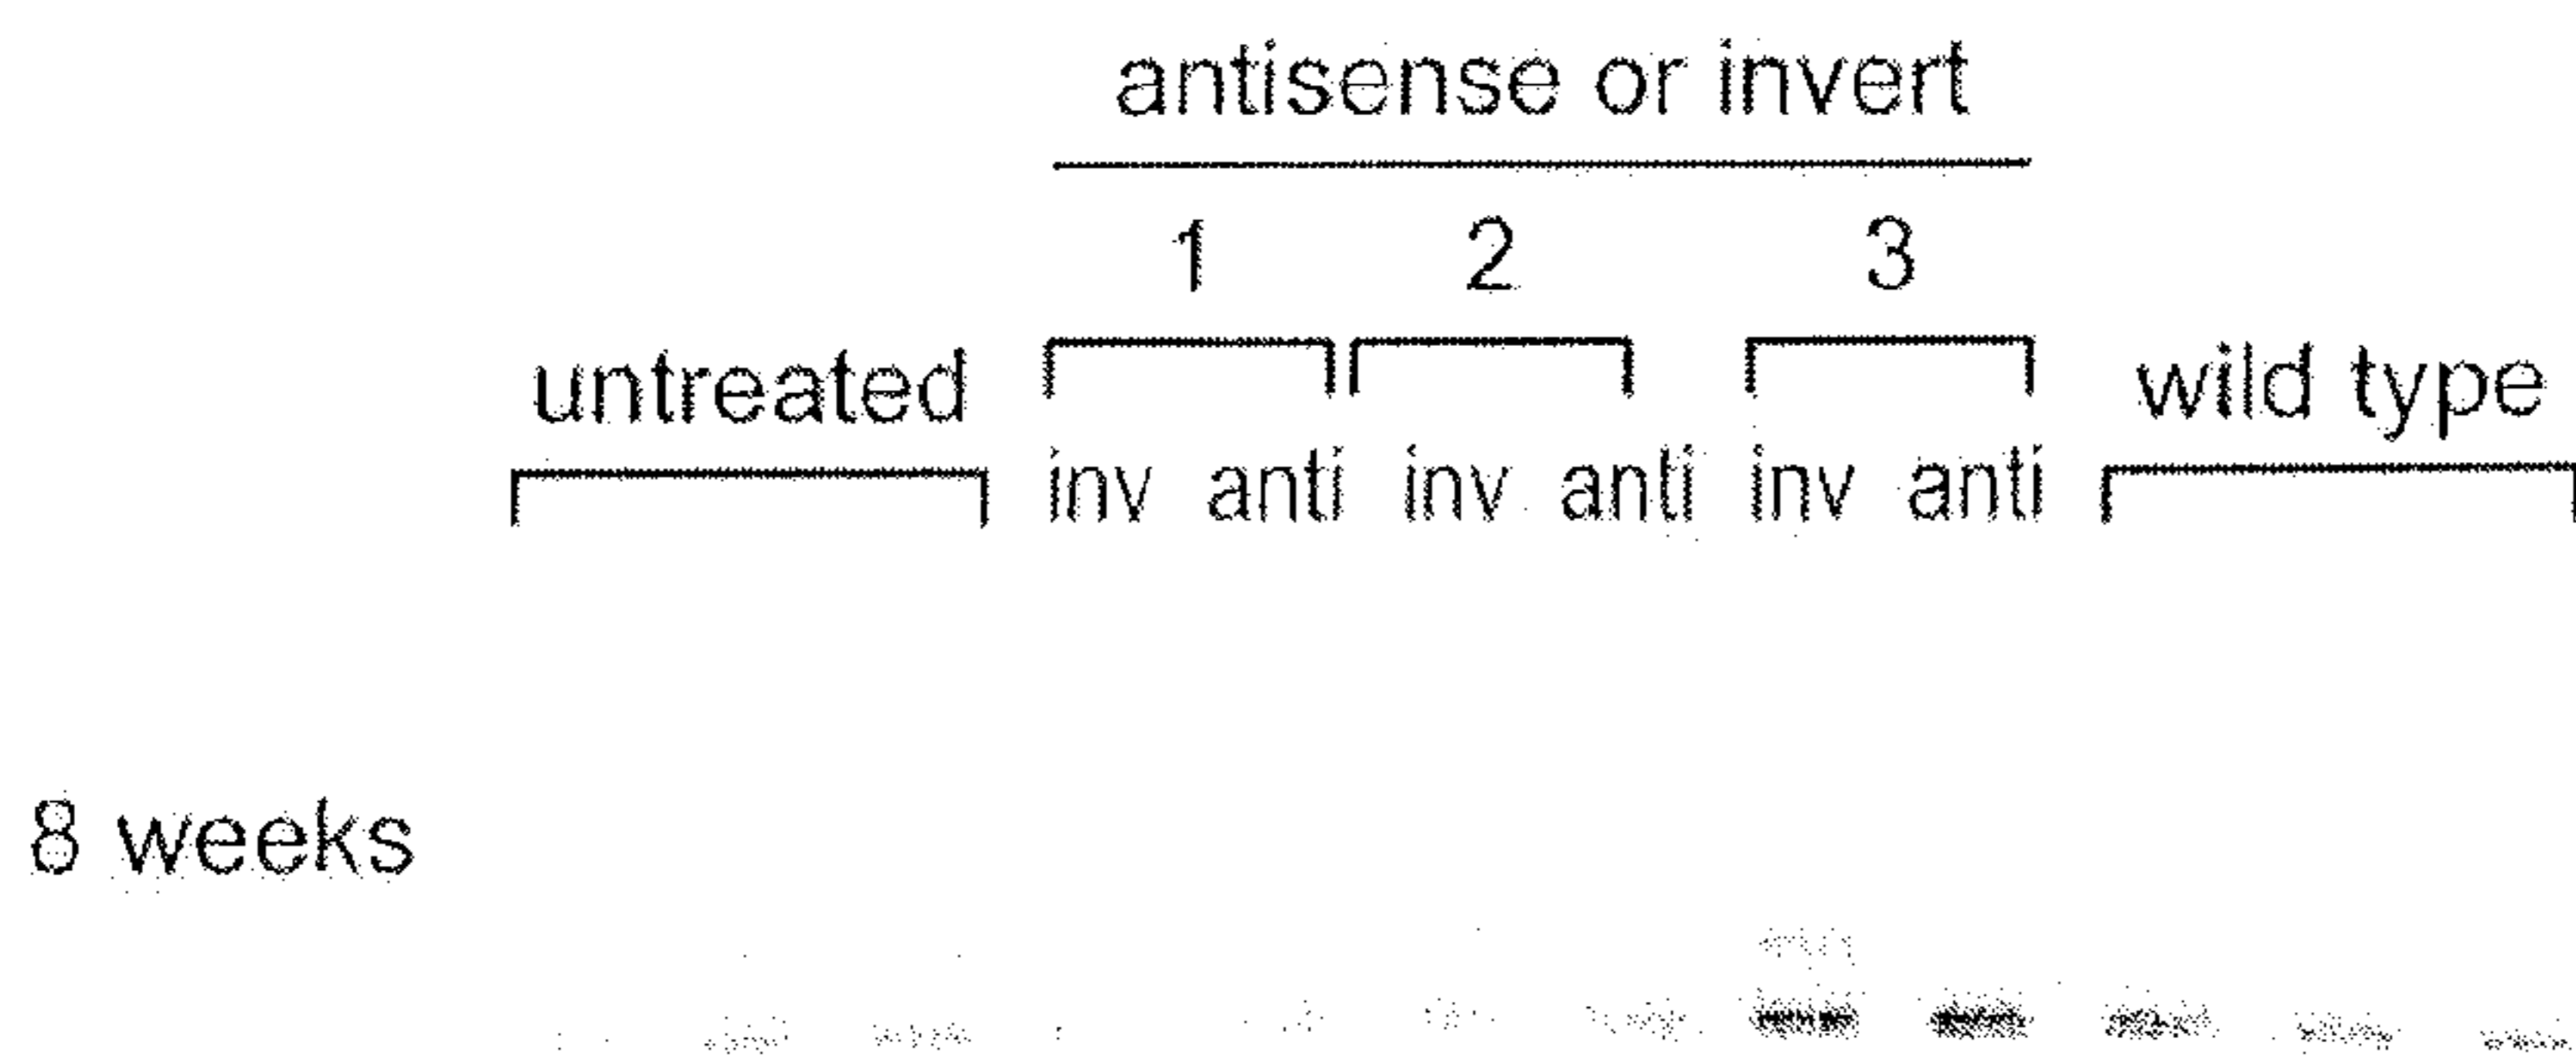 antisense or invert
1 2 3
untreated wild type
inv anti inv anti inv anti
8 weeks